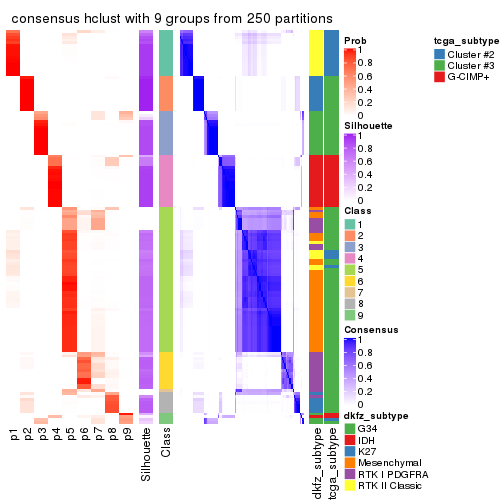 consensus hclust with 9 groups from 250 partitions
Prob
1
0.8
0.6
0.4
0.2
0
Silhouette
1
0.8
0.6
0.4
0.2
0
Class
1
2
3
4
5
6
7
8
9
Consensus
1
0.8
0.6
0.4
0.2
0
dkfz_subtype
G34
IDH
K27
Mesenchymal
RTK I PDGFRA
RTK II Classic
tcga_subtype
Cluster #2
Cluster #3
G-CIMP+
p1
p2
p3
p4
p5
p6
p7
p8
p9
Silhouette
Class
dkfz_subtype
tcga_subtype